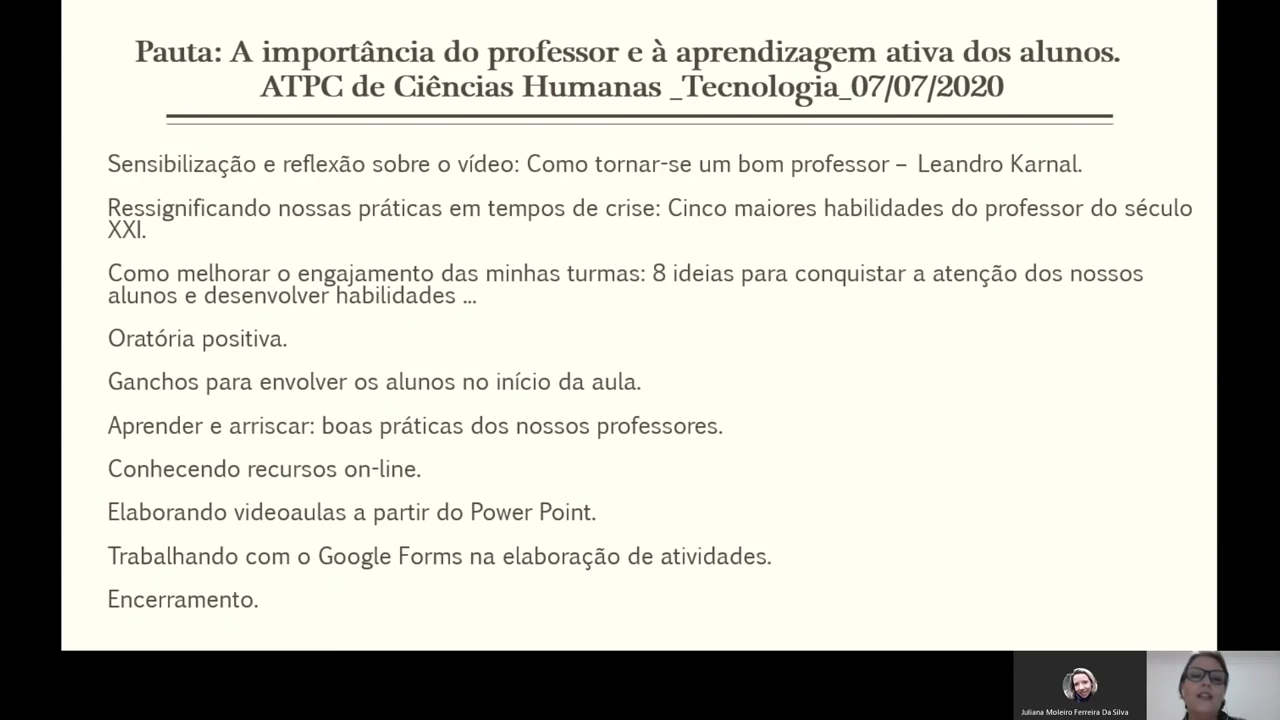 Pauta: A importância do professor e à aprendizagem ativa dos alunos.
ATPC de Ciências Humanas _Tecnologia_07/07/2020
Sensibilização e reflexão sobre o vídeo: Como tornar-se um bom professor – Leandro Karnal.
Ressignificando nossas práticas em tempos de crise: Cinco maiores habilidades do professor do século
XXI.
Como melhorar o engajamento das minhas turmas: 8 ideias para conquistar a atenção dos nossos
alunos e desenvolver habilidades ...
Oratória positiva.
Ganchos para envolver os alunos no início da aula.
Aprender e arriscar: boas práticas dos nossos professores.
Conhecendo recursos on-line.
Elaborando videoaulas a partir do Power Point.
Trabalhando com o Google Forms na elaboração de atividades.
Encerramento.
Juliana Moleiro Ferreira Da Silva